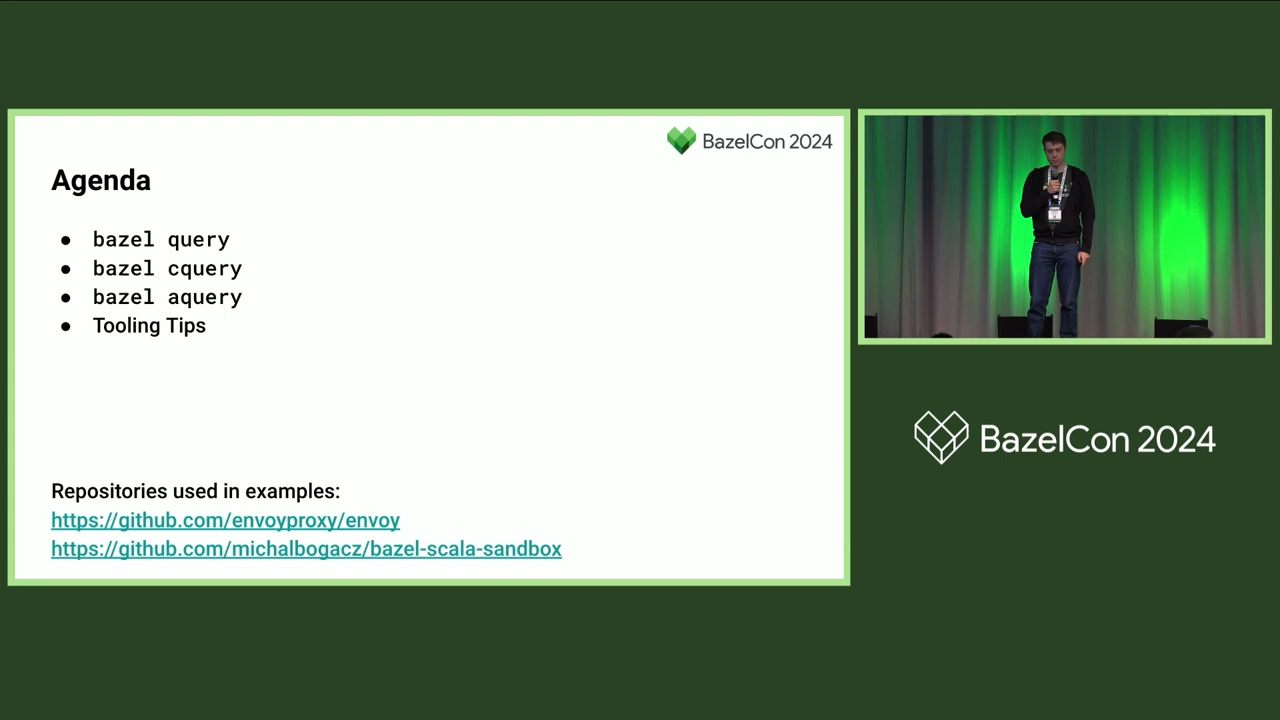 BazelCon 2024
Agenda
● bazel query
● bazel cquery
● bazel aquery
● Tooling Tips
Repositories used in examples:
https://github.com/envoyproxy/envoy
https://github.com/michalbogacz/bazel-scala-sandbox
BazelCon 2024